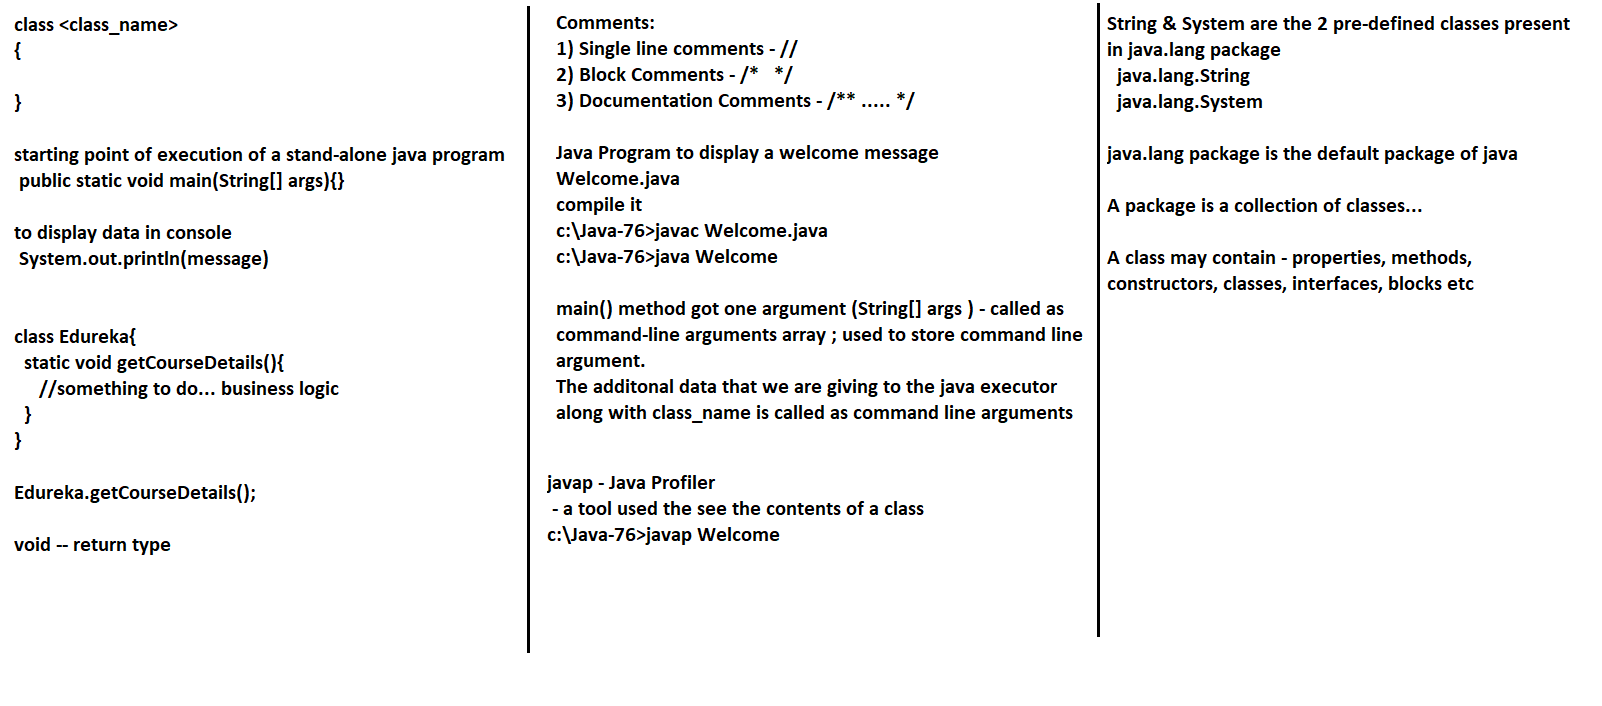 class <class_name>
{
}
starting point of execution of a stand-alone java program
public static void main(String[] args){}
to display data in console
System.out.println(message)
class Edureka{
static void getCourseDetails(){
//something to do... business logic
}
}
Edureka.getCourseDetails();
void -- return type
Comments:
1) Single line comments - //
2) Block Comments - /*   */
3) Documentation Comments - /** ..... */
Java Program to display a welcome message
Welcome.java
compile it
c:\Java-76>javac Welcome.java
c:\Java-76>java Welcome
main() method got one argument (String[] args ) - called as
command-line arguments array ; used to store command line
argument.
The additonal data that we are giving to the java executor
along with class_name is called as command line arguments
javap - Java Profiler
- a tool used the see the contents of a class
c:\Java-76>javap Welcome
String & System are the 2 pre-defined classes present
in java.lang package
java.lang.String
java.lang.System
java.lang package is the default package of java
A package is a collection of classes...
A class may contain - properties, methods,
constructors, classes, interfaces, blocks etc